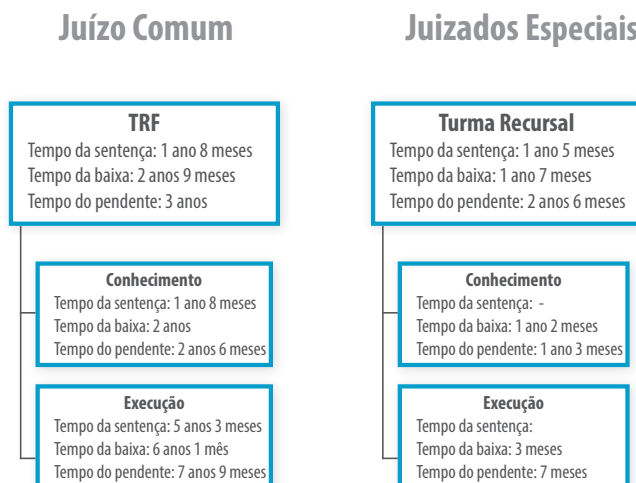 Juízo Comum
Juizados Especiais
TRF
Tempo da sentença: 1 ano 8 meses
Tempo da baixa: 2 anos 9 meses
Tempo do pendente: 3 anos
Turma Recursal
Tempo da sentença: 1 ano 5 meses
Tempo da baixa: 1 ano 7 meses
Tempo do pendente: 2 anos 6 meses
Conhecimento
Tempo da sentença: 1 ano 8 meses
Tempo da baixa: 2 anos
Tempo do pendente: 2 anos 6 meses
Conhecimento
Tempo da sentença: -
Tempo da baixa: 1 ano 2 meses
Tempo do pendente: 1 ano 3 meses
Execução
Tempo da sentença: 5 anos 3 meses
Tempo da baixa: 6 anos 1 mês
Tempo do pendente: 7 anos 9 meses
Execução
Tempo da sentença:
Tempo da baixa: 3 meses
Tempo do pendente: 7 meses